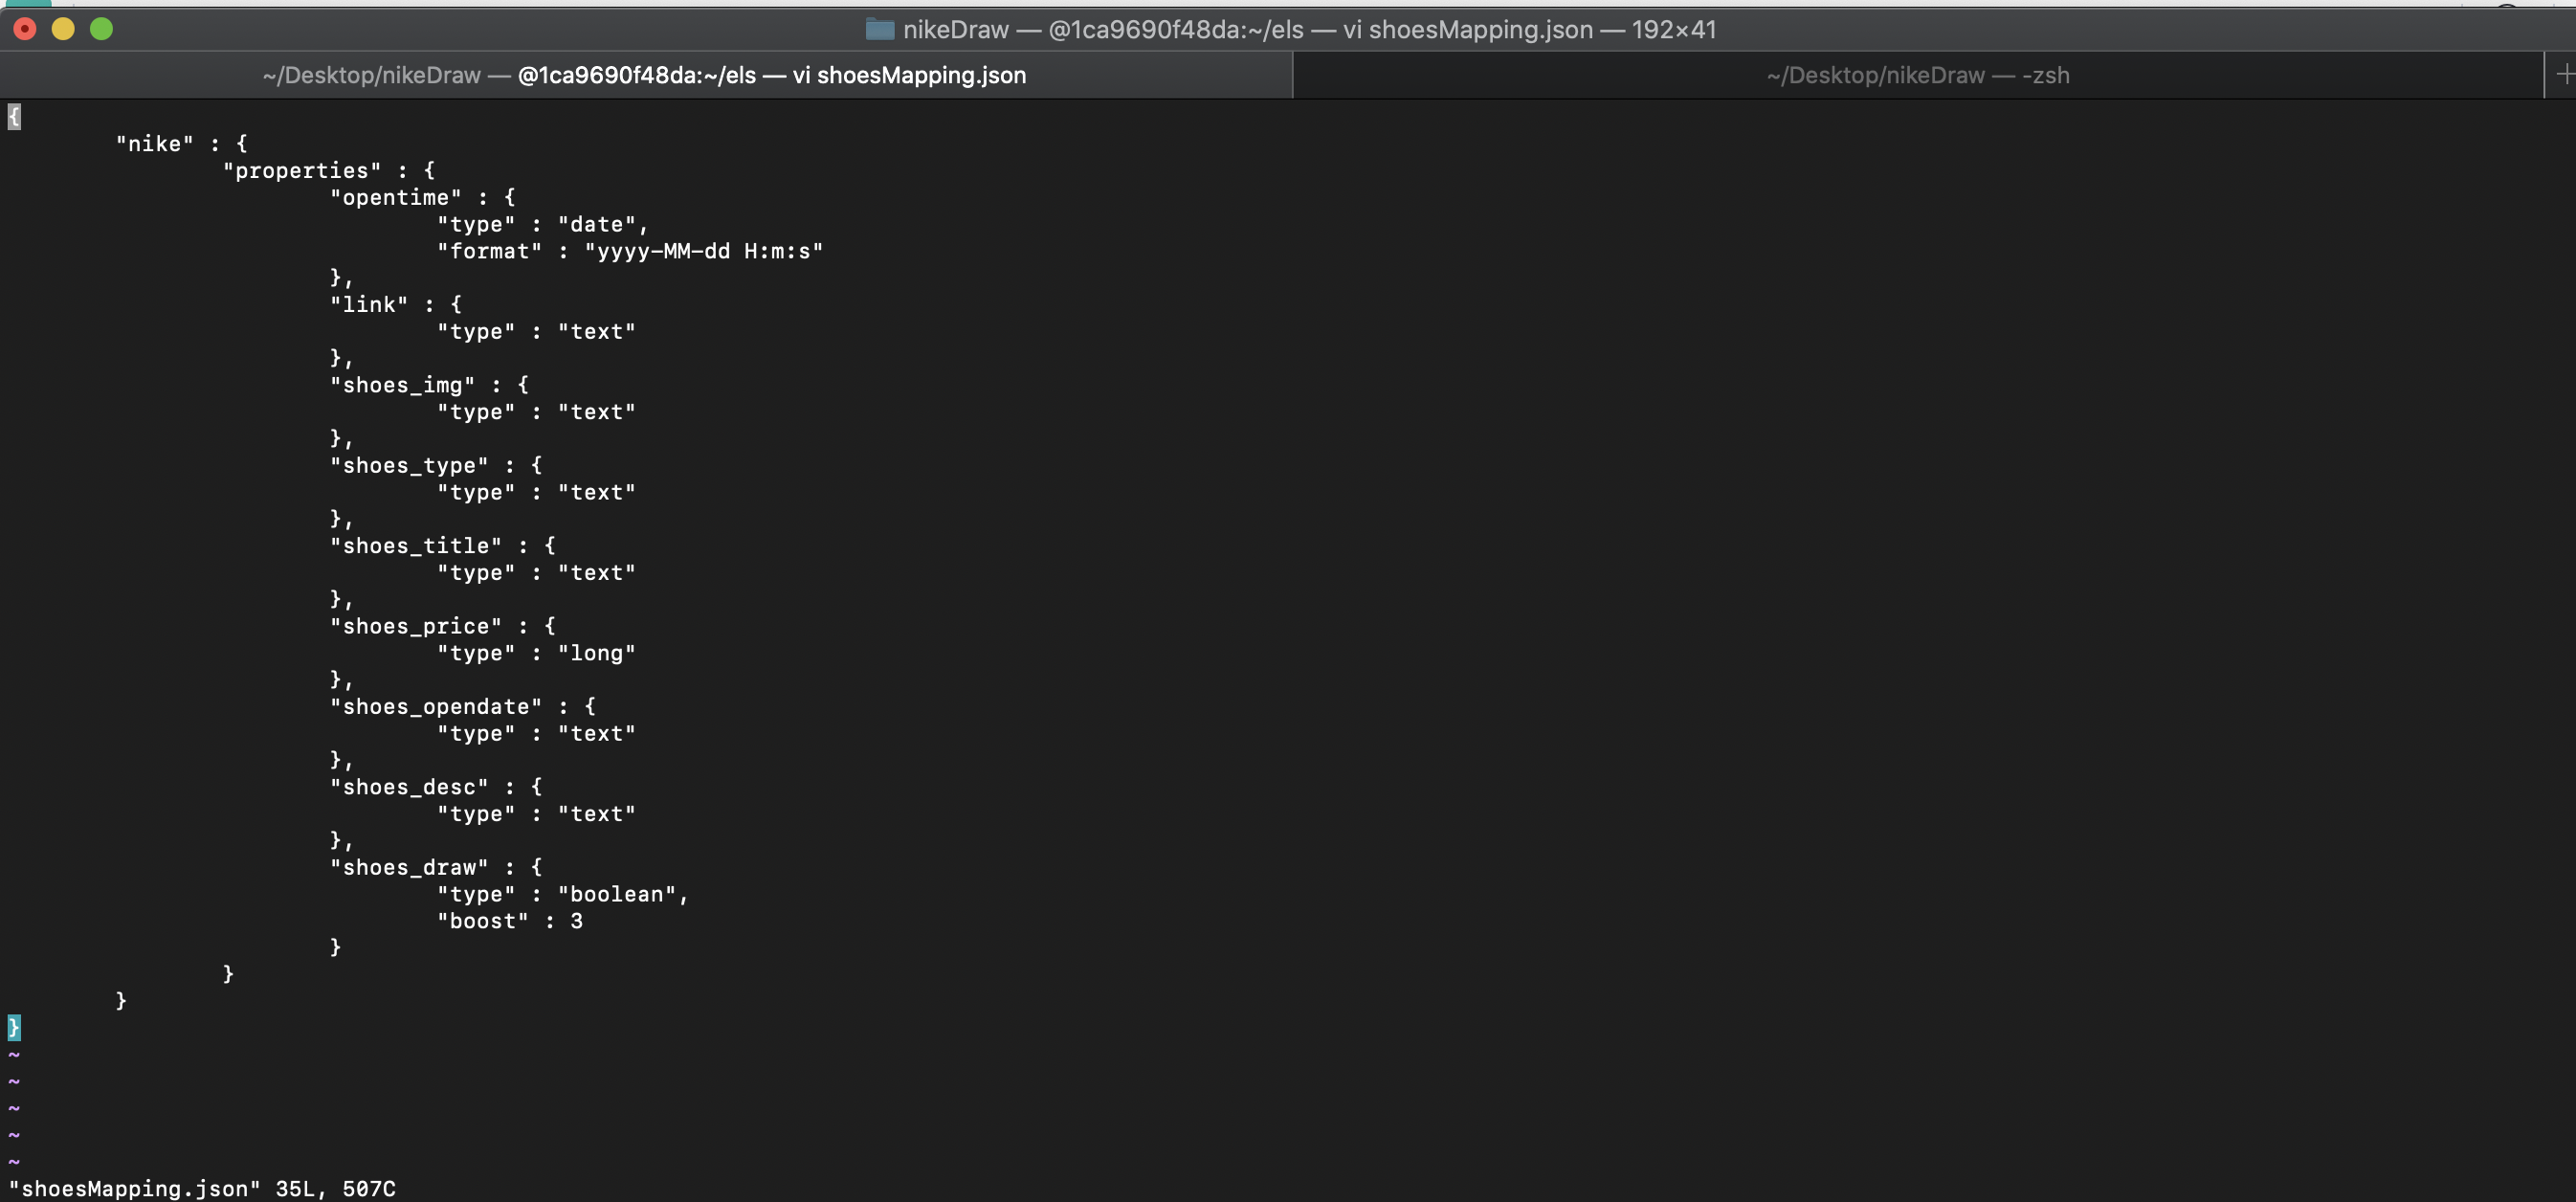 nikeDraw — @1ca9690f48da:~/els — vi shoesMapping.json — 192×41
~/Desktop/nikeDraw — @1ca9690f48da:~/els — vi shoesMapping.json
~/Desktop/nikeDraw — -zsh
{
        "nike" : {
                "properties" : {
                        "opentime" : {
                                "type" : "date",
                                "format" : "yyyy-MM-dd H:m:s"
                        },
                        "link" : {
                                "type" : "text"
                        },
                        "shoes_img" : {
                                "type" : "text"
                        },
                        "shoes_type" : {
                                "type" : "text"
                        },
                        "shoes_title" : {
                                "type" : "text"
                        },
                        "shoes_price" : {
                                "type" : "long"
                        },
                        "shoes_opendate" : {
                                "type" : "text"
                        },
                        "shoes_desc" : {
                                "type" : "text"
                        },
                        "shoes_draw" : {
                                "type" : "boolean",
                                "boost" : 3
                        }
                }
        }
}
~
~
~
~
~
"shoesMapping.json" 35L, 507C